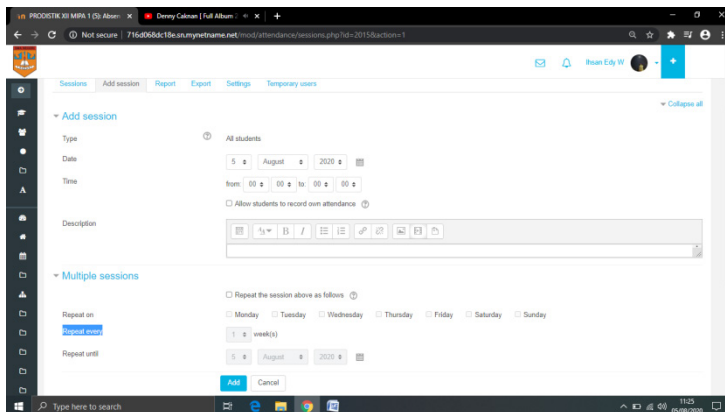 PRODISTIK XII MIPA 1 (S): Absen
Denny Caknan [ Full Album 2
Not secure | 716d068dc18e.sn.mynetname.net/mod/attendance/sessions.php?id=2015&action=1
Ihsan Edy W
Sessions Add session Report Export Settings Temporary users
Collapse all
Add session
Type All students
Date 5 August 2020
Time from: 00 00 to: 00 00
Allow students to record own attendance
Description
Multiple sessions
Repeat the session above as follows
Repeat on Monday Tuesday Wednesday Thursday Friday Saturday Sunday
Repeat every 1 week(s)
Repeat until 5 August 2020
Add Cancel
Type here to search
11:25
05/08/2020